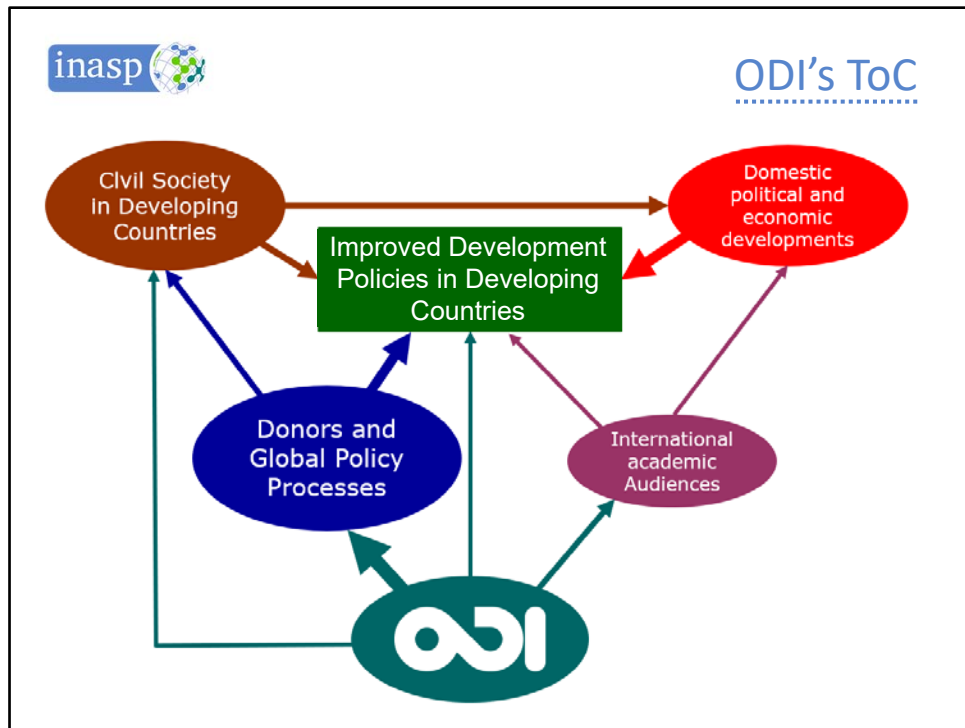 inasp
ODI's ToC
CIvil Society
in Developing
Countries
Domestic
political and
economic
developments
Improved Development
Policies in Developing
Countries
Donors and
Global Policy
Processes
International
academic
Audiences
ODI